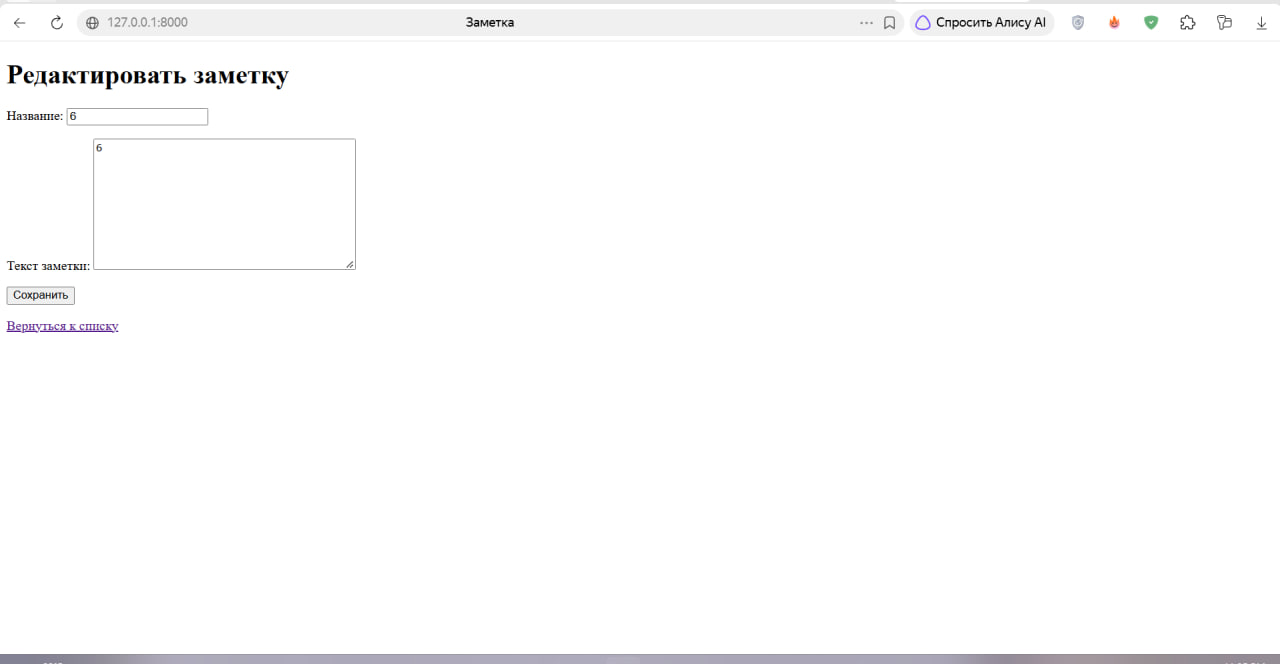 127.0.0.1:8000
Заметка
Спросить Алису AI
Редактировать заметку
Название: 6
6
Текст заметки:
Сохранить
Вернуться к списку